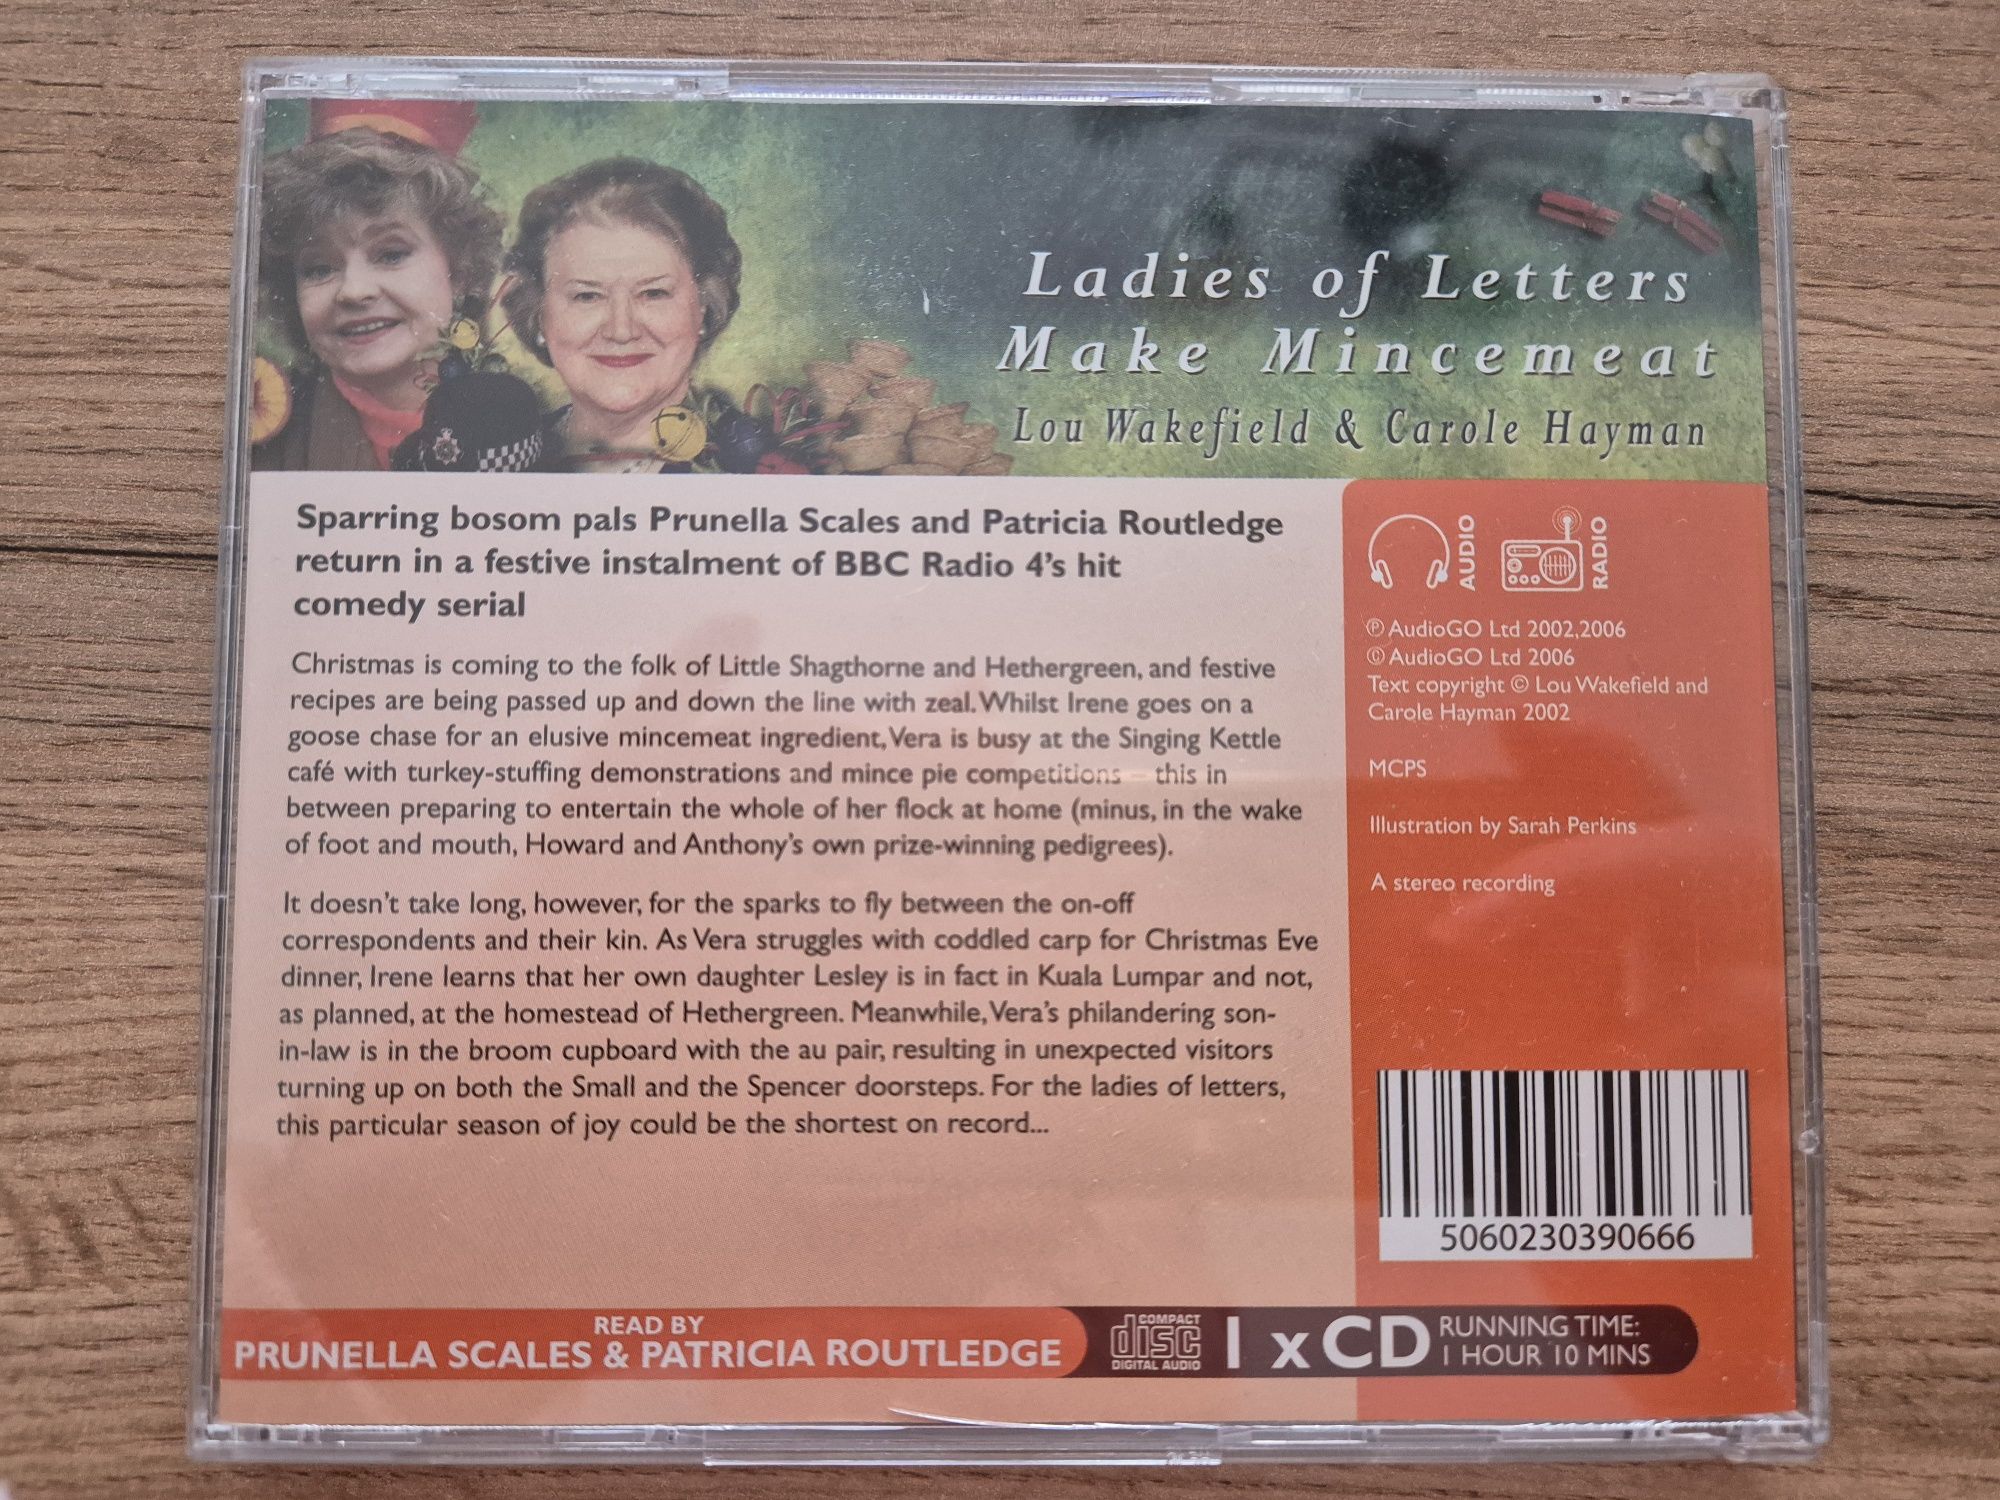 Ladies of Letters
Make Mincemeat
Lou Wakefield & Carole Hayman
Sparring bosom pals Prunella Scales and Patricia Routledge
return in a festive instalment of BBC Radio 4's hit
comedy serial
Christmas is coming to the folk of Little Shagthorne and Hethergreen, and festive
recipes are being passed up and down the line with zeal. Whilst Irene goes on a
goose chase for an elusive mincemeat ingredient, Vera is busy at the Singing Kettle
café with turkey-stuffing demonstrations and mince pie competitions – this in
between preparing to entertain the whole of her flock at home (minus, in the wake
of foot and mouth, Howard and Anthony's own prize-winning pedigrees).
It doesn't take long, however, for the sparks to fly between the on-off
correspondents and their kin. As Vera struggles with coddled carp for Christmas Eve
dinner, Irene learns that her own daughter Lesley is in fact in Kuala Lumpar and not,
as planned, at the homestead of Hethergreen. Meanwhile, Vera's philandering son-
in-law is in the broom cupboard with the au pair, resulting in unexpected visitors
turning up on both the Small and the Spencer doorsteps. For the ladies of letters,
this particular season of joy could be the shortest on record...
AUDIO
RADIO
℗ AudioGO Ltd 2002,2006
© AudioGO Ltd 2006
Text copyright © Lou Wakefield and
Carole Hayman 2002
MCPS
Illustration by Sarah Perkins
A stereo recording
5060230390666
READ BY
PRUNELLA SCALES & PATRICIA ROUTLEDGE
COMPACT
disc
DIGITAL AUDIO
1 x CD
RUNNING TIME:
1 HOUR 10 MINS